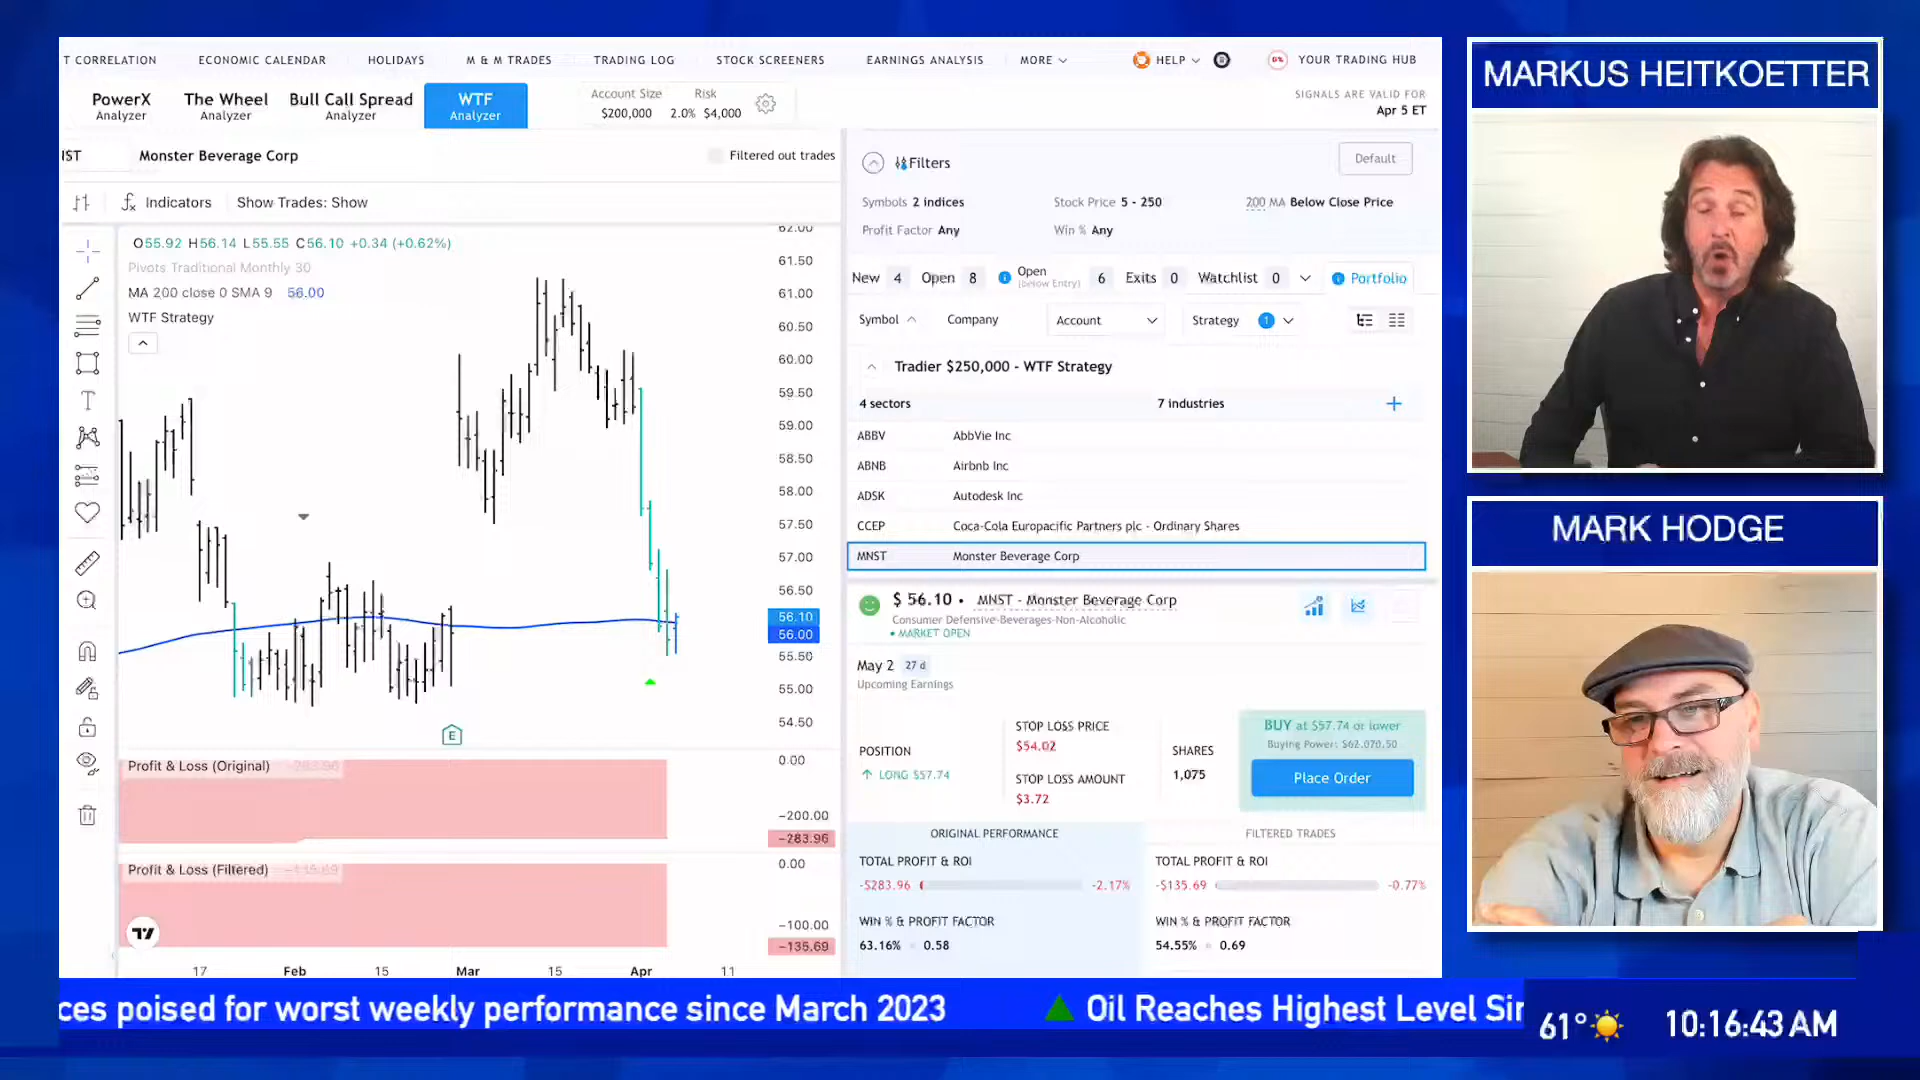 T CORRELATION
ECONOMIC CALENDAR
HOLIDAYS
M & M TRADES
TRADING LOG
STOCK SCREENERS
EARNINGS ANALYSIS
MORE
HELP
YOUR TRADING HUB
PowerX
Analyzer
The Wheel
Analyzer
Bull Call Spread
Analyzer
WTF
Analyzer
Account Size
$200,000
Risk
2.0% $4,000
SIGNALS ARE VALID FOR
Apr 5 ET
IST
Monster Beverage Corp
Filtered out trades
Indicators
Show Trades: Show
O55.92 H56.14 L55.55 C56.10 +0.34 (+0.62%)
Pivots Traditional Monthly 30
MA 200 close 0 SMA 9 56.00
WTF Strategy
62.00
61.50
61.00
60.50
60.00
59.50
59.00
58.50
58.00
57.50
57.00
56.50
56.10
56.00
55.50
55.00
54.50
E
Profit & Loss (Original) -283.96
0.00
-200.00
-283.96
Profit & Loss (Filtered) -135.69
0.00
-100.00
-135.69
17
Feb
15
Mar
15
Apr
11
Filters
Default
Symbols 2 indices
Stock Price 5 - 250
200 MA Below Close Price
Profit Factor Any
Win % Any
New 4
Open 8
Open
(below Entry)
6
Exits 0
Watchlist 0
Portfolio
Symbol
Company
Account
Strategy 1
Tradier $250,000 - WTF Strategy
4 sectors
7 industries
ABBV AbbVie Inc
ABNB Airbnb Inc
ADSK Autodesk Inc
CCEP Coca-Cola Europacific Partners plc - Ordinary Shares
MNST Monster Beverage Corp
$ 56.10 • MNST - Monster Beverage Corp
Consumer Defensive-Beverages-Non-Alcoholic
• MARKET OPEN
May 2 27 d
Upcoming Earnings
POSITION
LONG $57.74
STOP LOSS PRICE
$54.02
STOP LOSS AMOUNT
$3.72
SHARES
1,075
BUY at $57.74 or lower
Buying Power: $62,070.50
Place Order
ORIGINAL PERFORMANCE
TOTAL PROFIT & ROI
-$283.96
-2.17%
WIN % & PROFIT FACTOR
63.16% 0.58
FILTERED TRADES
TOTAL PROFIT & ROI
-$135.69
-0.77%
WIN % & PROFIT FACTOR
54.55% 0.69
MARKUS HEITKOETTER
MARK HODGE
ces poised for worst weekly performance since March 2023
Oil Reaches Highest Level Sin
61°
10:16:43 AM